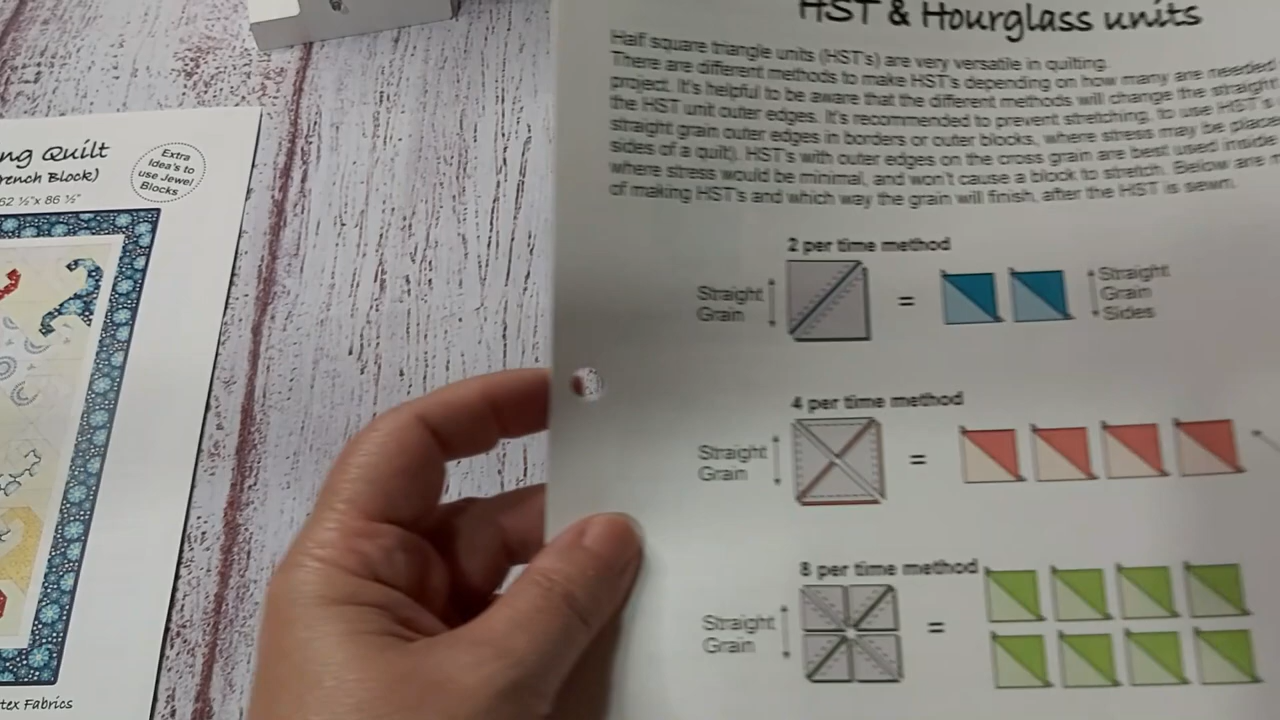 HST & Hourglass units
Half square triangle units (HST's) are very versatile in quilting.
There are different methods to make HST's depending on how many are needed
project. It's helpful to be aware that the different methods will change the straight
the HST unit outer edges. It's recommended to prevent stretching, to use HST's
straight grain outer edges in borders or outer blocks, where stress may be place
sides of a quilt). HST's with outer edges on the cross grain are best used inside
where stress would be minimal, and won't cause a block to stretch. Below are
of making HST's and which way the grain will finish, after the HST is sewn.
2 per time method
Straight
Grain
=
Straight
Grain
Sides
4 per time method
Straight
Grain
=
8 per time method
Straight
Grain
=
ng Quilt
rench Block)
62 ½"x 86 ½"
Extra
Idea's to
use Jewel
Blocks
tex Fabrics